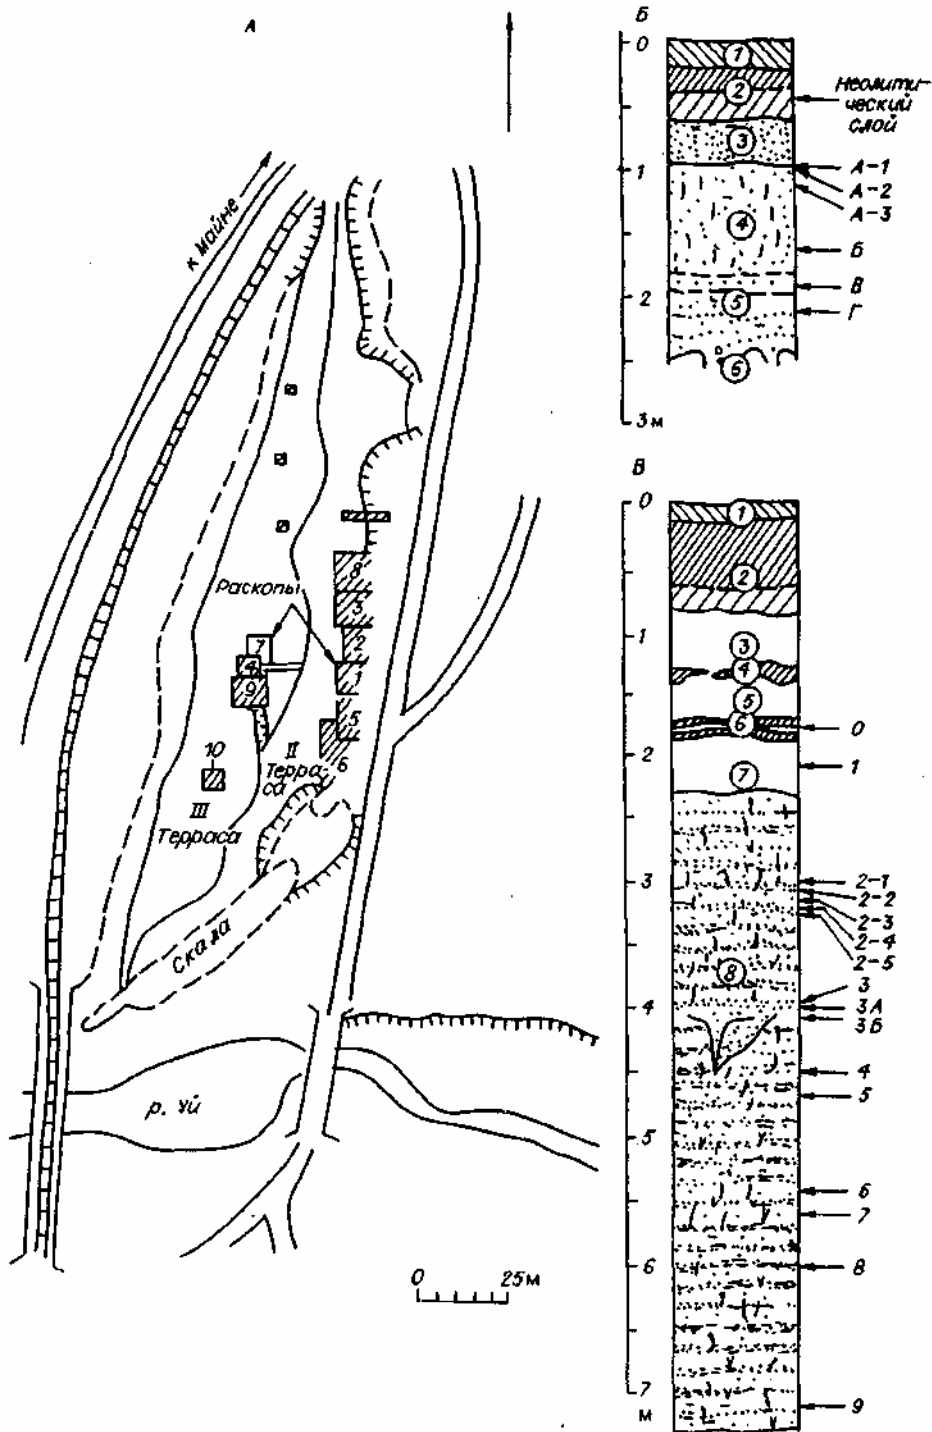 А
к Майне
Раскопы
8
3
2
1
5
6
7
4
9
10
II
Терра-
са
III
Терраса
Скала
р. Уй
0 25м
Б
0
1
2
3 м
1
2
3
4
5
6
Неолити-
ческий
слой
А-1
А-2
А-3
Б
В
Г
В
0
1
2
3
4
5
6
7
м
1
2
3
4
5
6
7
8
0
1
2-1
2-2
2-3
2-4
2-5
3
3А
3Б
4
5
6
7
8
9